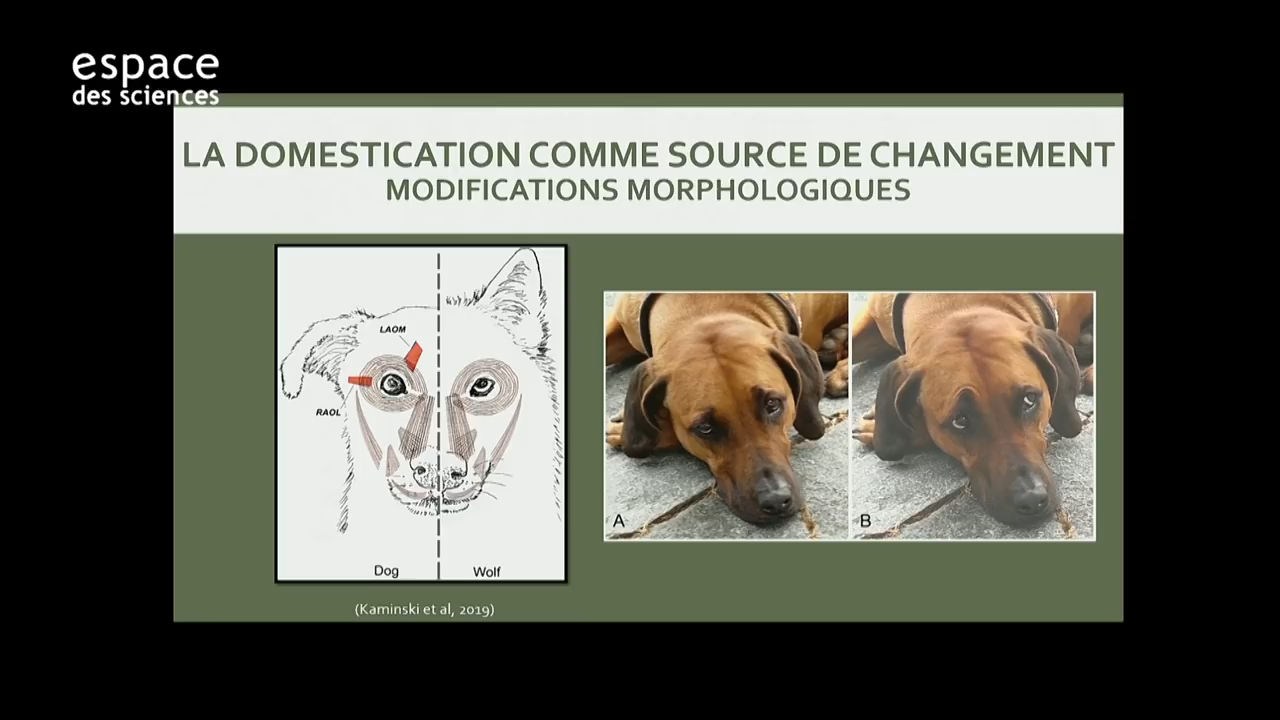 espace
des sciences
LA DOMESTICATION COMME SOURCE DE CHANGEMENT
MODIFICATIONS MORPHOLOGIQUES
LAOM
RAOL
Dog
Wolf
(Kaminski et al, 2019)
A
B